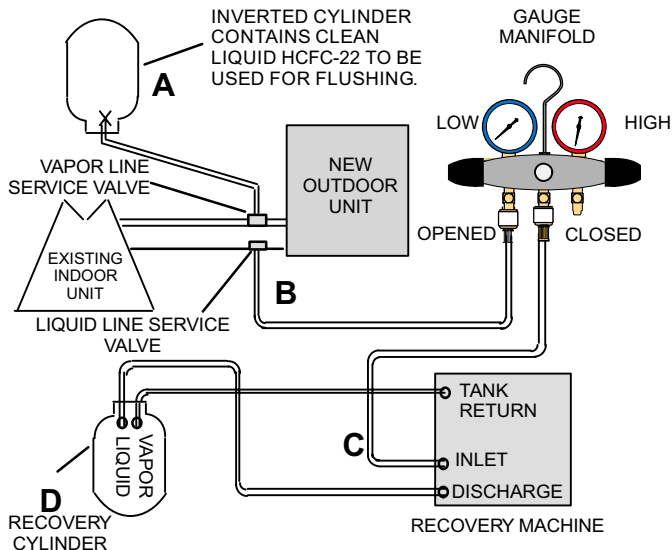 INVERTED CYLINDER
CONTAINS CLEAN
LIQUID HCFC-22 TO BE
USED FOR FLUSHING.
A
GAUGE
MANIFOLD
LOW
HIGH
VAPOR LINE
SERVICE VALVE
NEW
OUTDOOR
UNIT
OPENED
CLOSED
EXISTING
INDOOR
UNIT
B
LIQUID LINE SERVICE
VALVE
TANK
RETURN
C
INLET
DISCHARGE
LIQUID
VAPOR
D
RECOVERY
CYLINDER
RECOVERY MACHINE